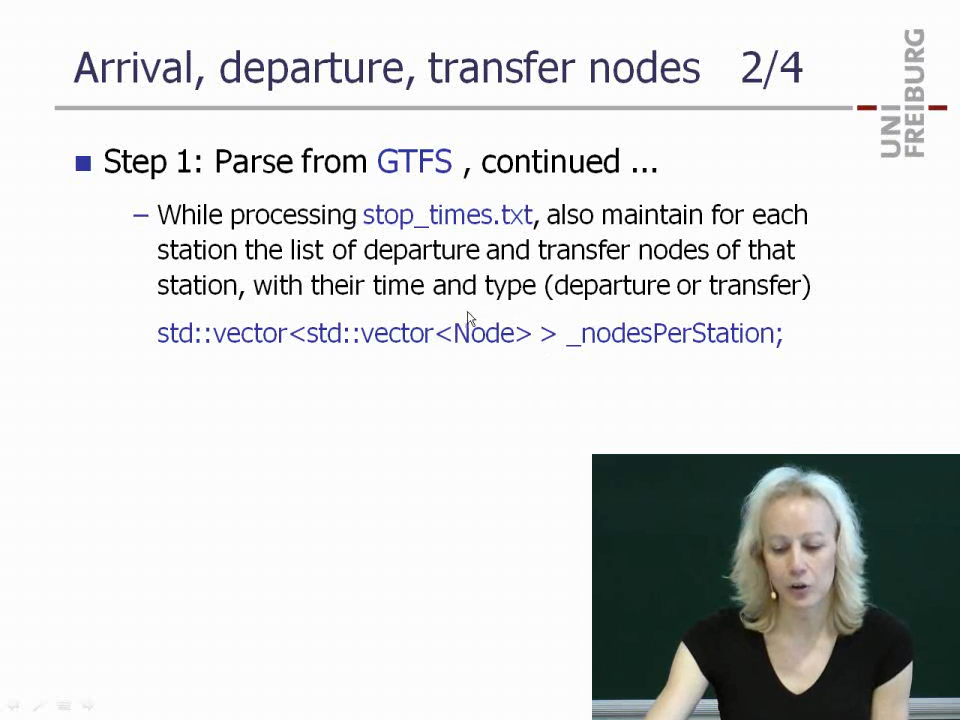 Arrival, departure, transfer nodes 2/4
UNI
FREIBURG
Step 1: Parse from GTFS , continued ...
– While processing stop_times.txt, also maintain for each
station the list of departure and transfer nodes of that
station, with their time and type (departure or transfer)
std::vector<std::vector<Node> > _nodesPerStation;